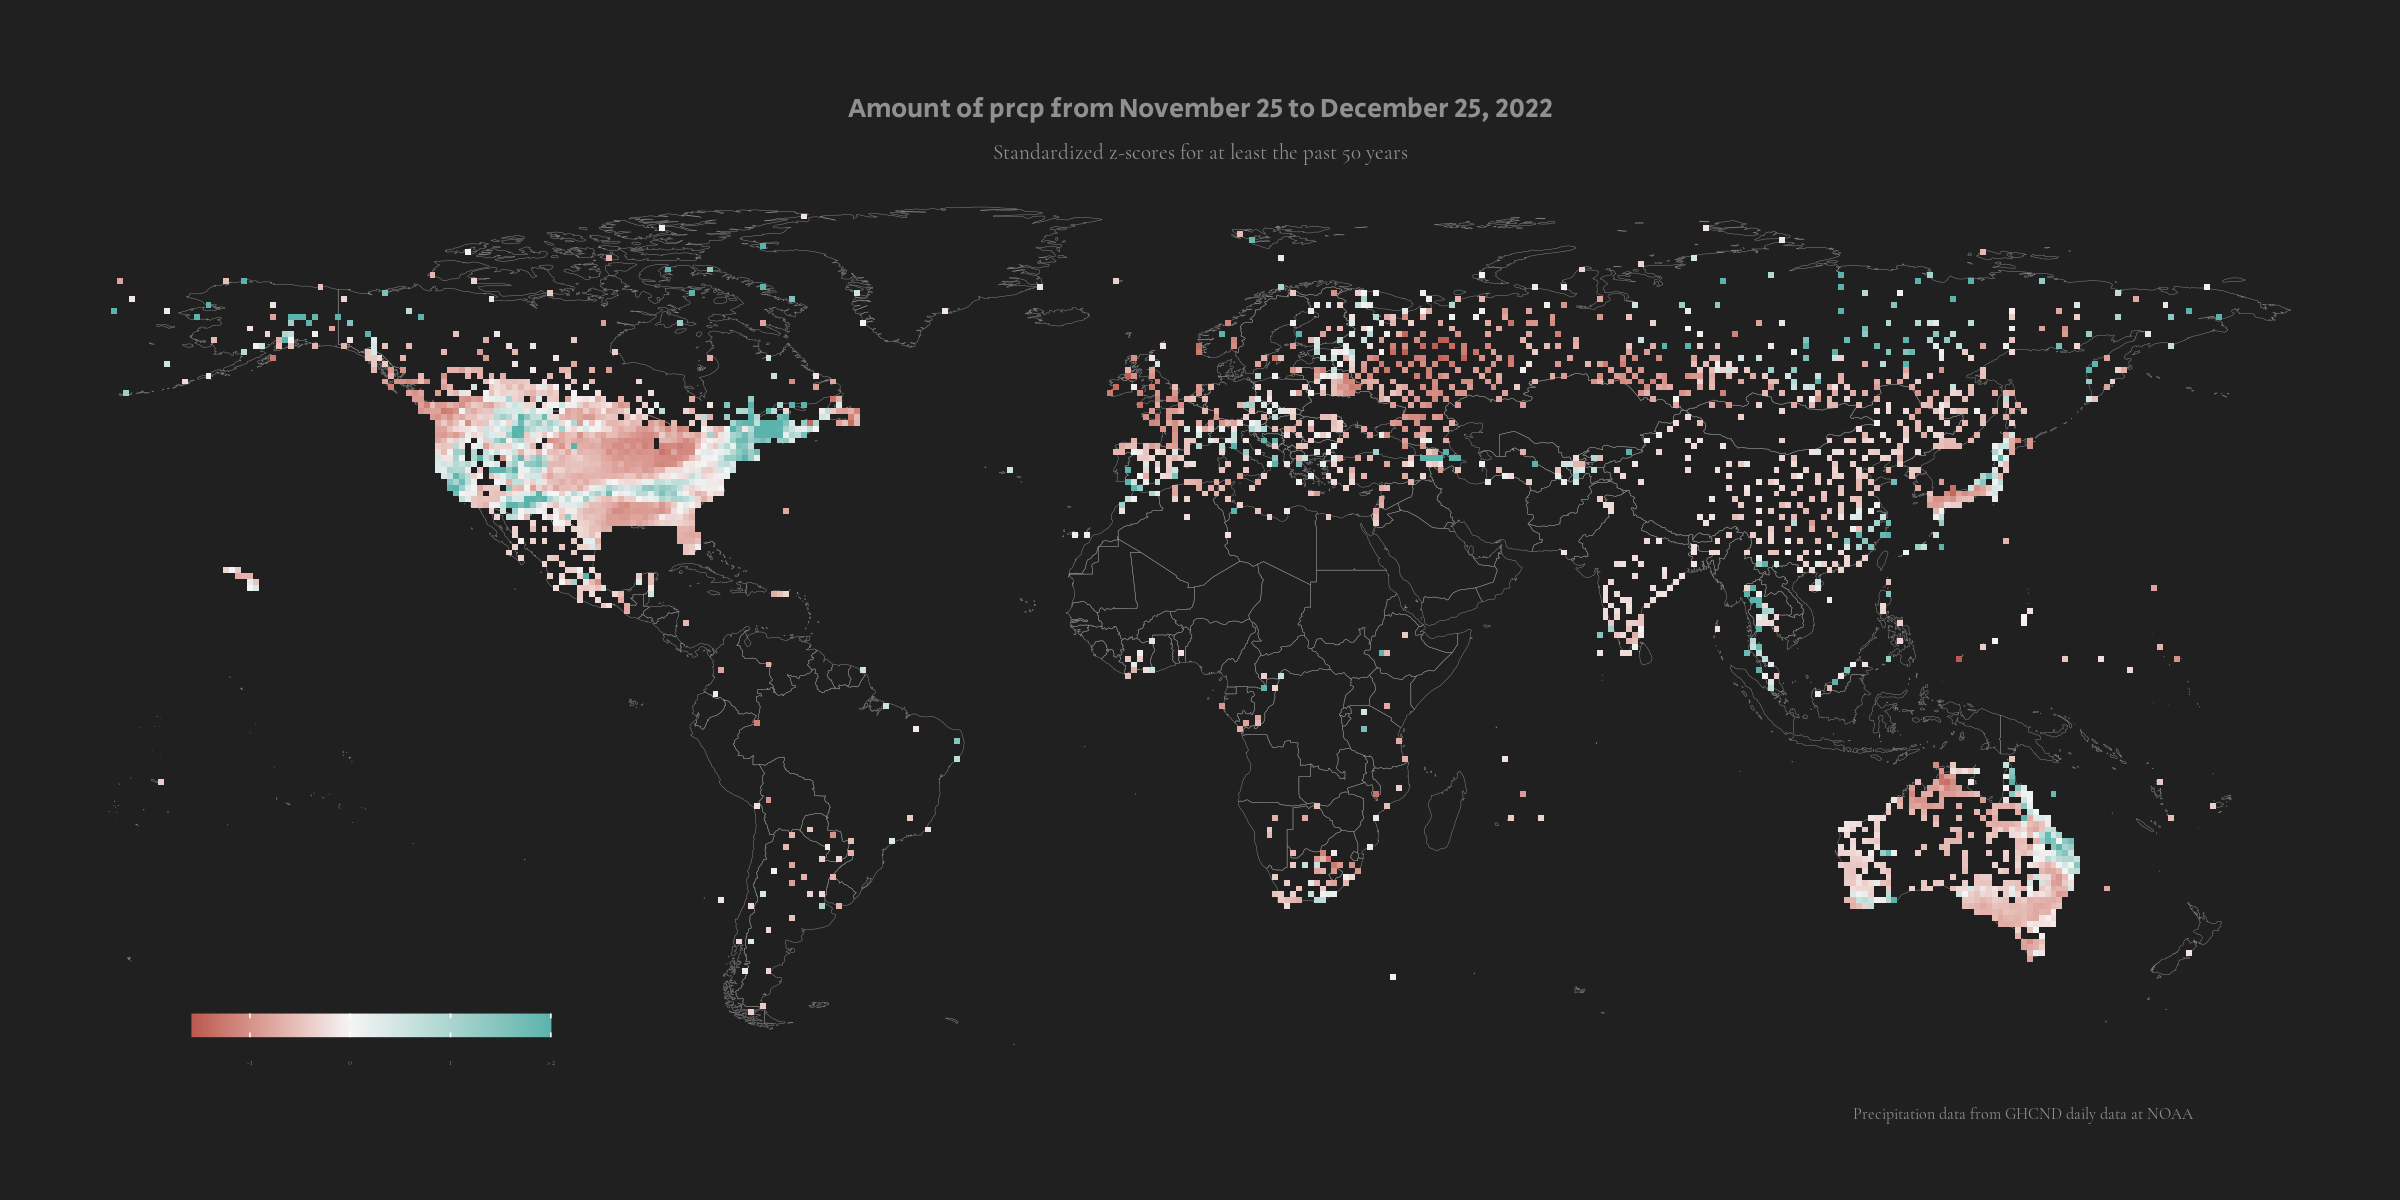 Amount of prcp from November 25 to December 25, 2022
Standardized z-scores for at least the past 50 years
-1 0 1 >2
Precipitation data from GHCND daily data at NOAA